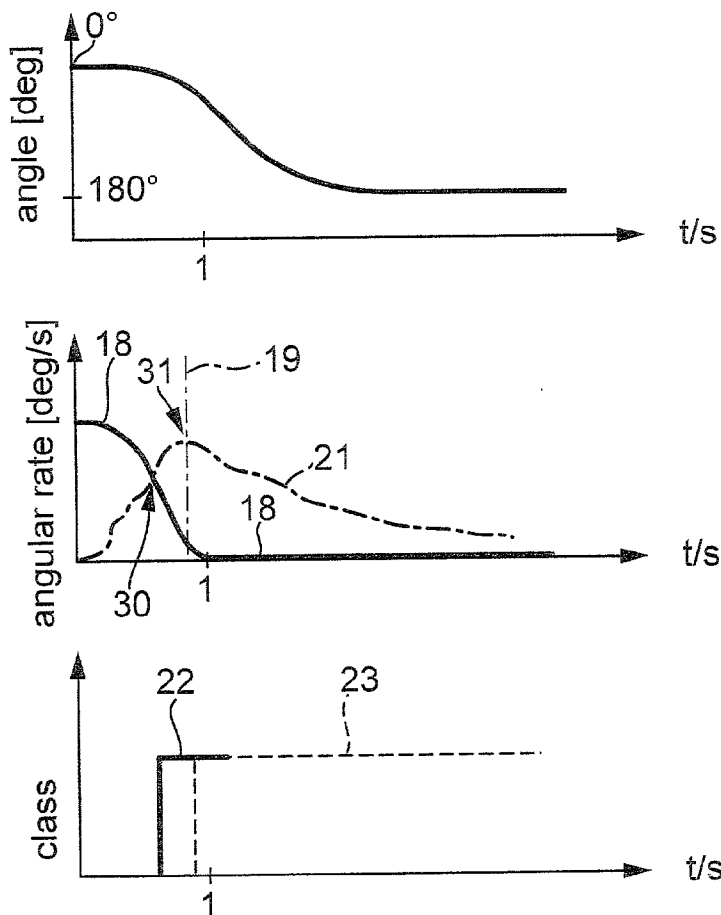 0°
angle [deg]
180°
1
t/s
angular rate [deg/s]
18
31
19
21
18
30
1
t/s
class
22
23
1
t/s